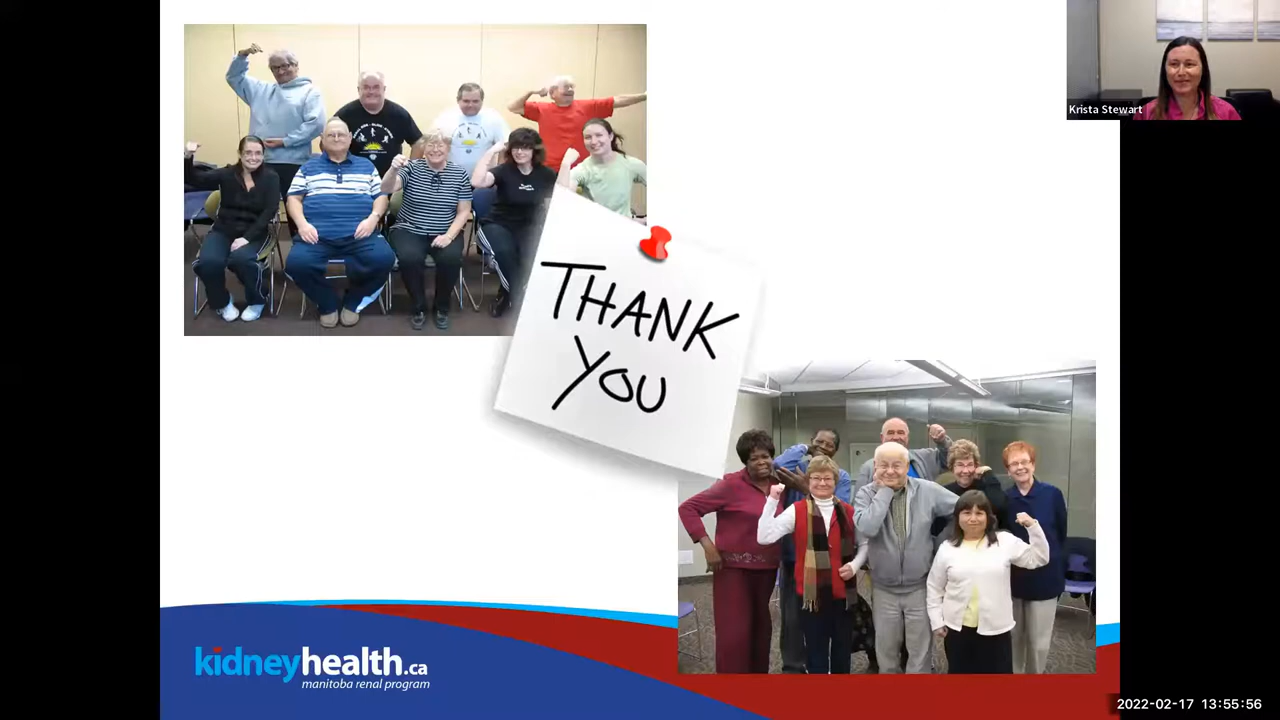 Krista Stewart
THANK
YOU
kidneyhealth.ca
manitoba renal program
2022-02-17 13:55:56